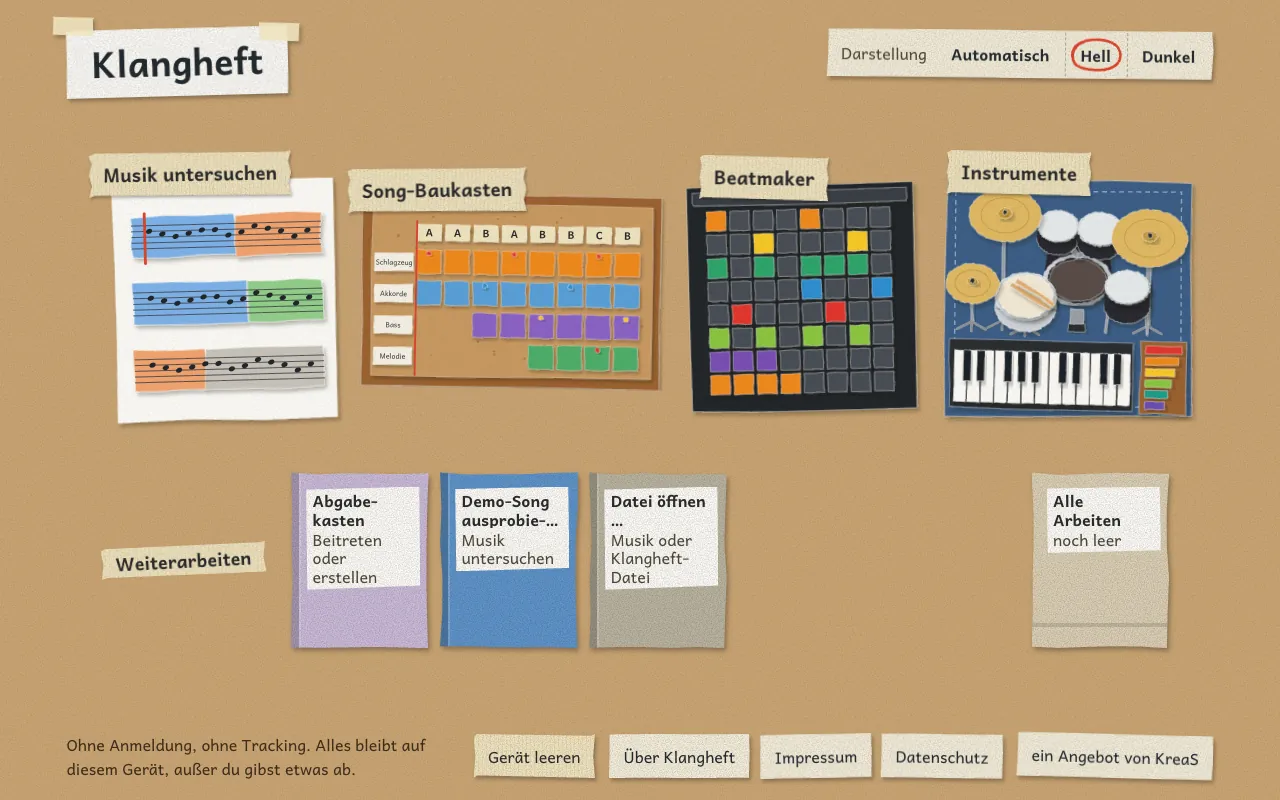 Klangheft
Darstellung Automatisch Hell Dunkel
Musik untersuchen
Song-Baukasten
A A B A B B C B
Schlagzeug
Akkorde
Bass
Melodie
Beatmaker
Instrumente
Weiterarbeiten
Abgabe-
kasten
Beitreten
oder
erstellen
Demo-Song
ausprobie-...
Musik
untersuchen
Datei öffnen
...
Musik oder
Klangheft-
Datei
Alle
Arbeiten
noch leer
Ohne Anmeldung, ohne Tracking. Alles bleibt auf
diesem Gerät, außer du gibst etwas ab.
Gerät leeren
Über Klangheft
Impressum
Datenschutz
ein Angebot von KreaS